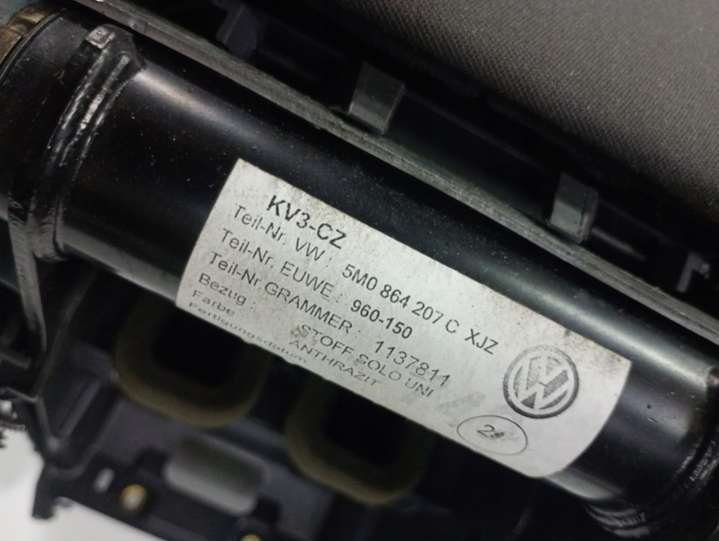 KV3-CZ
Teil-Nr. VW : 5M0 864 207 C XJZ
Teil-Nr. EUWE : 960-150
Teil-Nr GRAMMER : 1137811
Bezug : STOFF SOLO UNI
Farbe : ANTHRAZIT
Fertigungsdatum